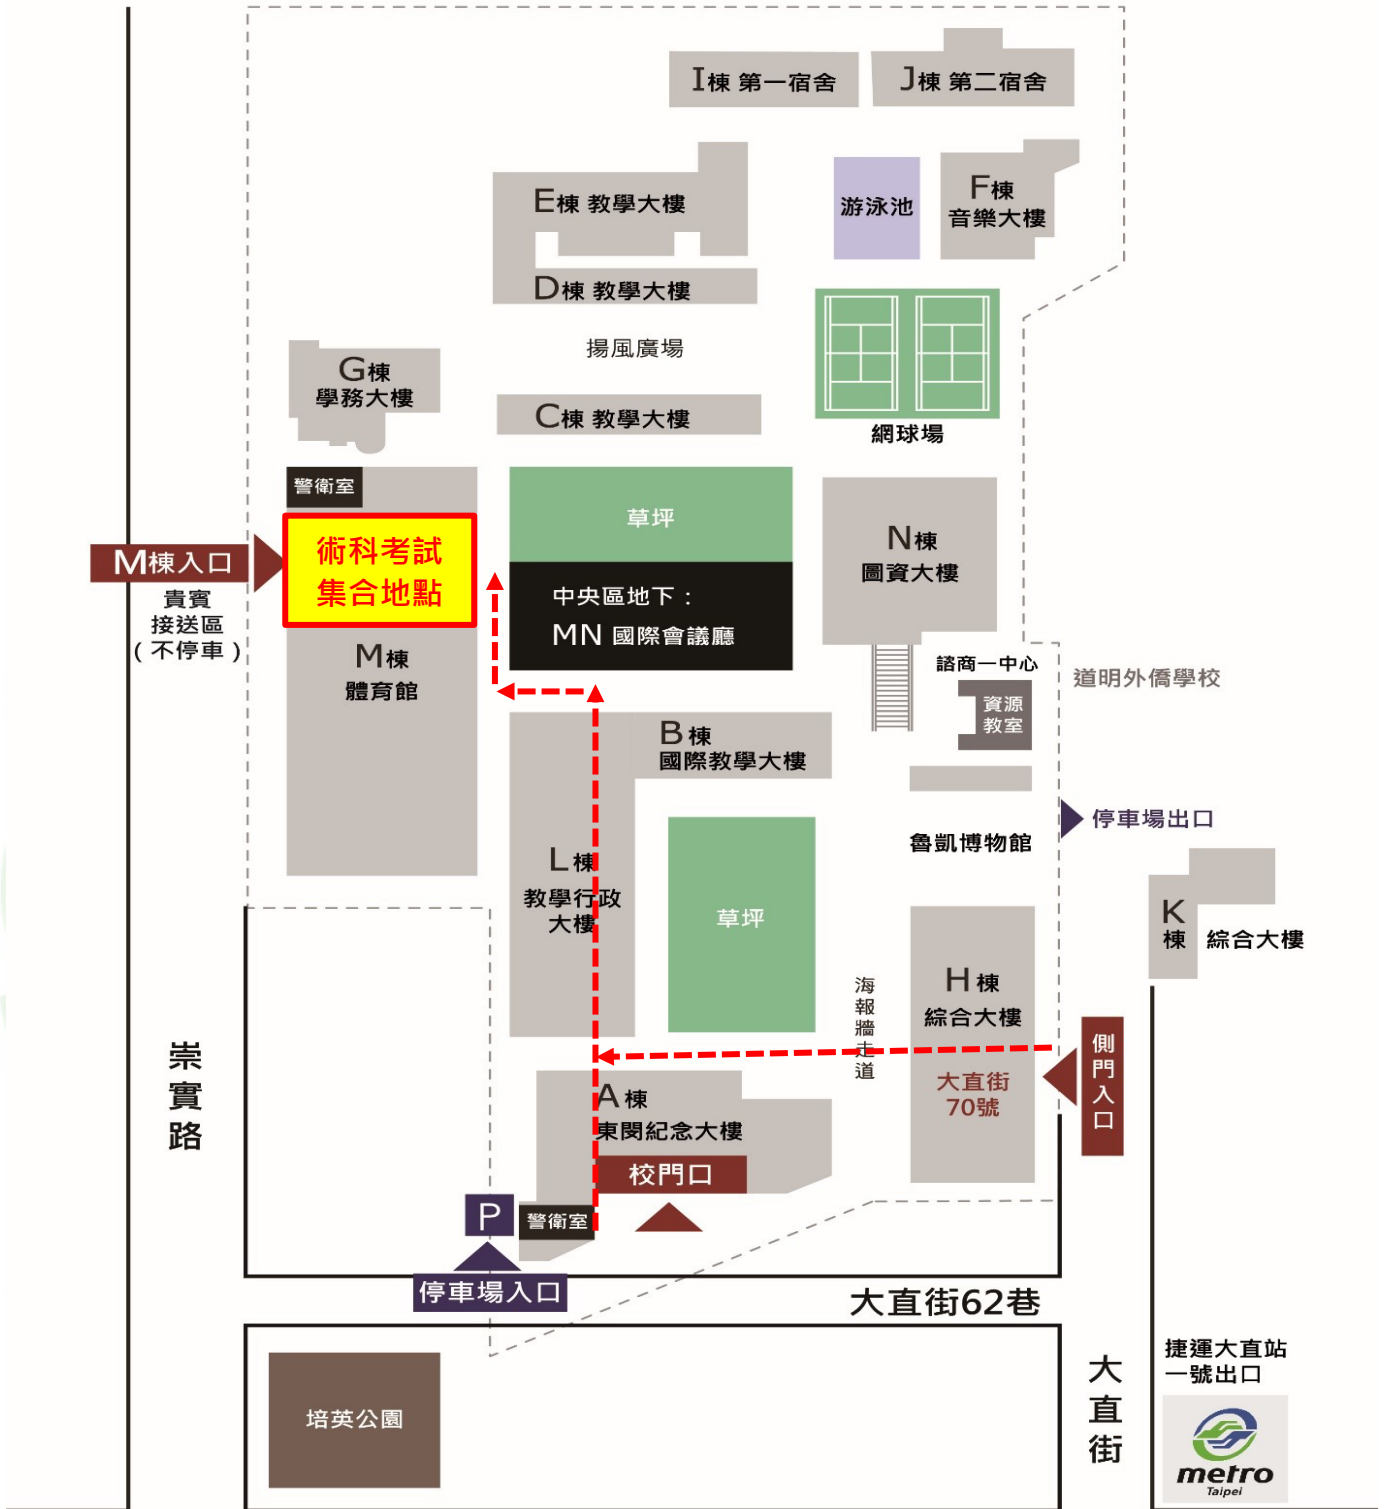 I棟 第一宿舍
J棟 第二宿舍
E棟 教學大樓
游泳池
F棟
音樂大樓
D棟 教學大樓
揚風廣場
G棟
學務大樓
C棟 教學大樓
網球場
警衛室
術科考試
集合地點
草坪
N棟
圖資大樓
M棟入口
貴賓
接送區
(不停車)
中央區地下：
MN 國際會議廳
M棟
體育館
諮商一中心
資源
教室
道明外僑學校
B棟
國際教學大樓
停車場出口
魯凱博物館
L棟
教學行政
大樓
草坪
K
棟 綜合大樓
H棟
綜合大樓
海報牆走道
側門入口
大直街
70號
崇實路
A棟
東閔紀念大樓
校門口
P
警衛室
停車場入口
大直街62巷
捷運大直站
一號出口
大直街
培英公園
metro
Taipei